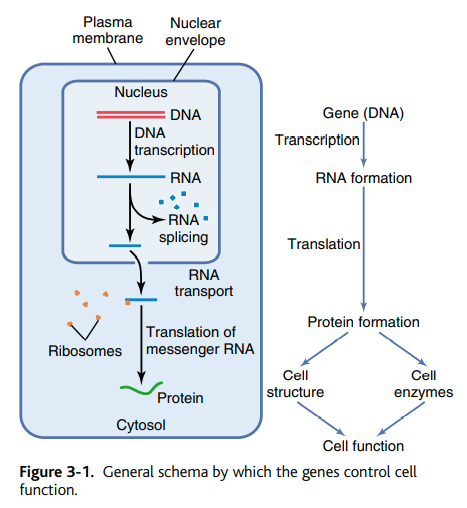 Plasma
membrane
Nuclear
envelope
Nucleus
DNA
DNA
transcription
RNA
RNA
splicing
RNA
transport
Ribosomes
Translation of
messenger RNA
Protein
Cytosol
Gene (DNA)
Transcription
RNA formation
Translation
Protein formation
Cell
structure
Cell
enzymes
Cell function
Figure 3-1. General schema by which the genes control cell
function.